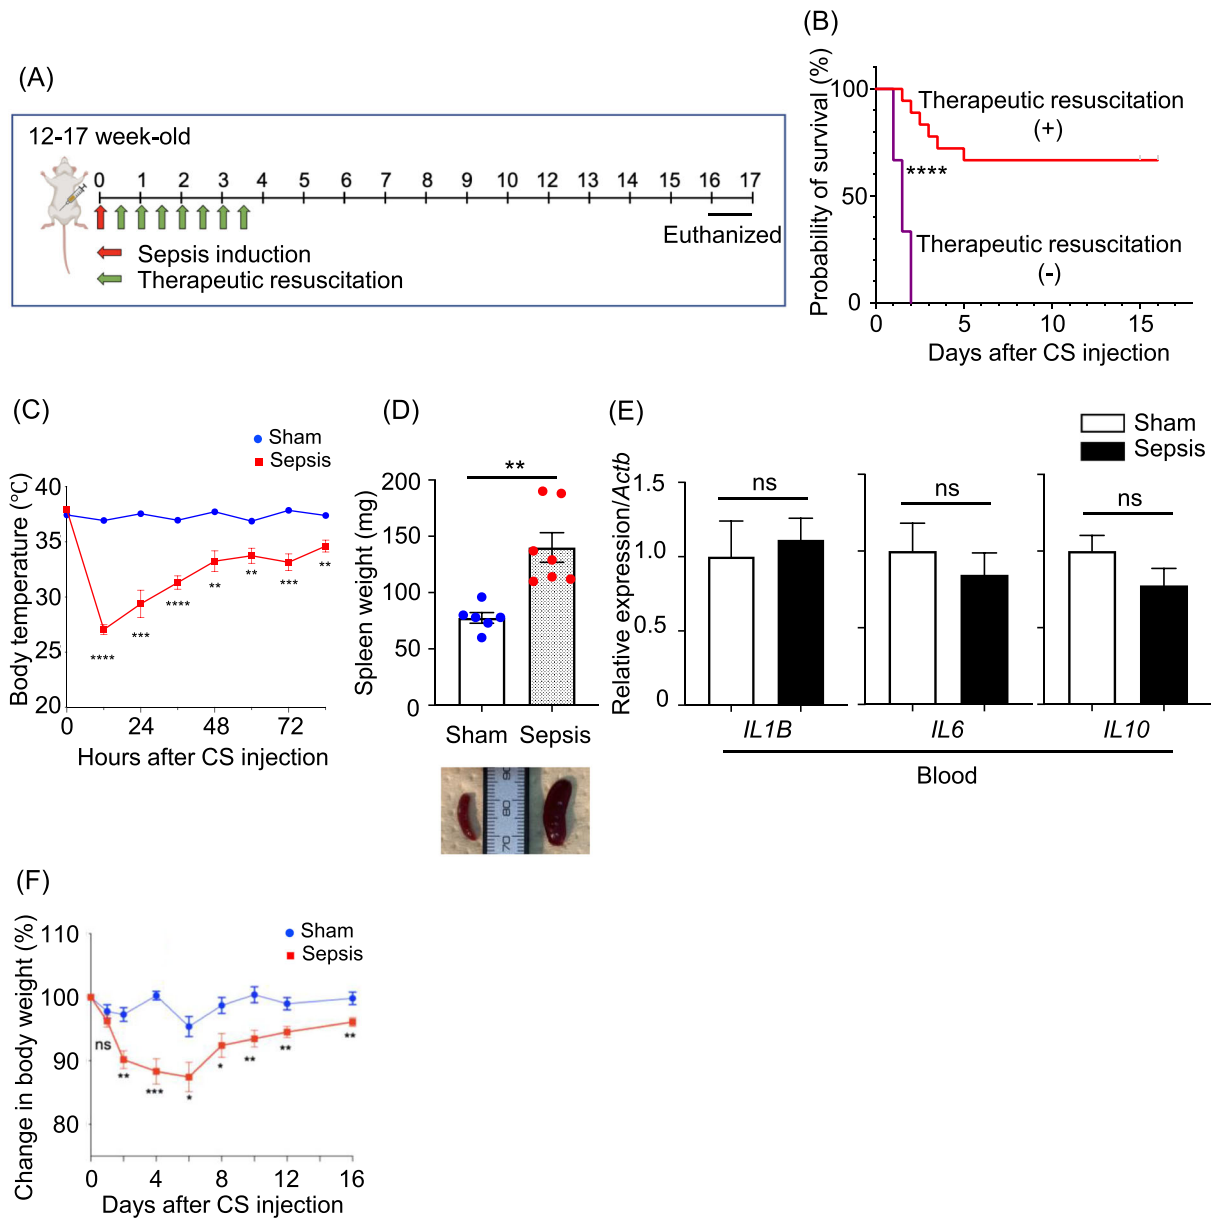 (A)
12-17 week-old
0 1 2 3 4 5 6 7 8 9 10 11 12 13 14 15 16 17
Euthanized
Sepsis induction
Therapeutic resuscitation
(B)
Probability of survival (%)
100
50
0
Therapeutic resuscitation
(+)
****
Therapeutic resuscitation
(-)
0 5 10 15
Days after CS injection
(C)
Sham
Sepsis
Body temperature (℃)
40
35
30
25
20
**** *** **** ** ** *** **
0 24 48 72
Hours after CS injection
(D)
Spleen weight (mg)
**
200
150
100
50
0
Sham Sepsis
90
80
70
(E)
Sham
Sepsis
Relative expression/Actb
1.5
1.0
0.5
0
ns ns ns
IL1B IL6 IL10
Blood
(F)
Sham
Sepsis
Change in body weight (%)
110
100
90
80
ns ** *** * * ** ** **
0 4 8 12 16
Days after CS injection